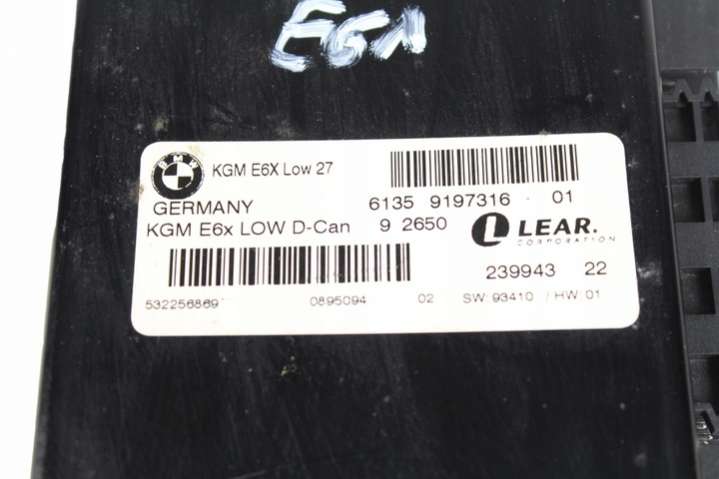 E61
BMW
KGM E6X Low 27
GERMANY
6135 9197316 - 01
KGM E6x LOW D-Can
9 2650
LEAR.
CORPORATION
239943 22
532256869
0895094
02
SW: 93410 / HW: 01